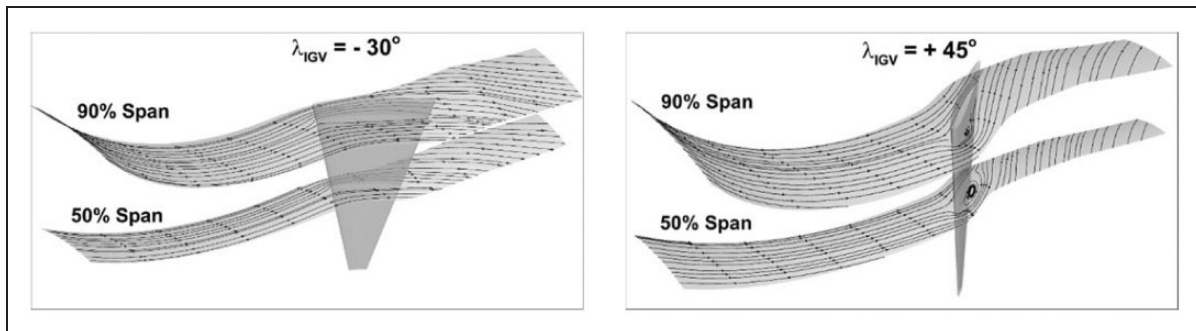 λIGV = - 30°
90% Span
50% Span
λIGV = + 45°
90% Span
50% Span